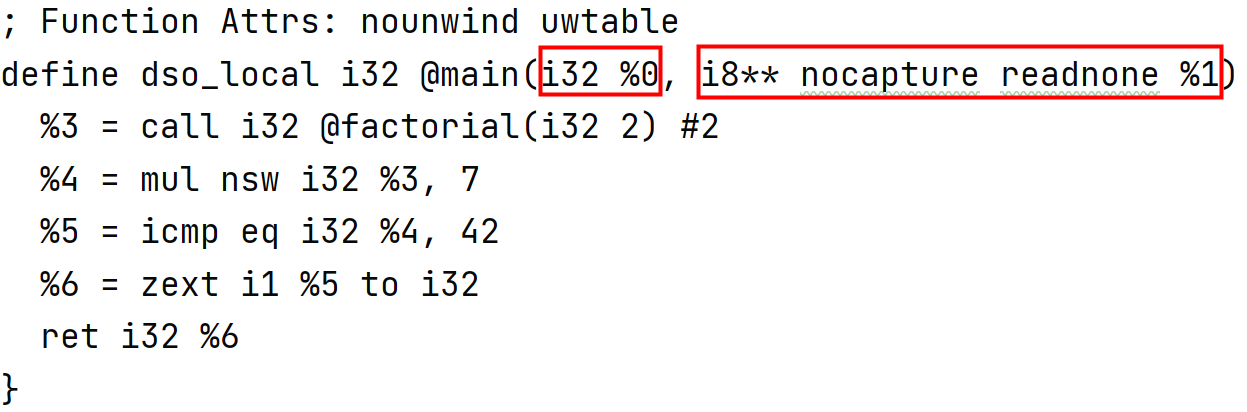 ; Function Attrs: nounwind uwtable
define dso_local i32 @main(i32 %0, i8** nocapture readnone %1)
%3 = call i32 @factorial(i32 2) #2
%4 = mul nsw i32 %3, 7
%5 = icmp eq i32 %4, 42
%6 = zext i1 %5 to i32
ret i32 %6
}